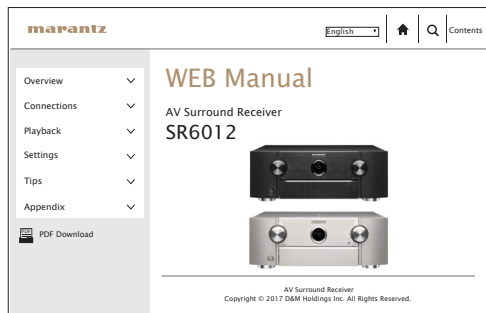 marantz
English
Contents
Overview
Connections
Playback
Settings
Tips
Appendix
PDF
PDF Download
WEB Manual
AV Surround Receiver
SR6012
AV Surround Receiver
Copyright © 2017 D&M Holdings Inc. All Rights Reserved.